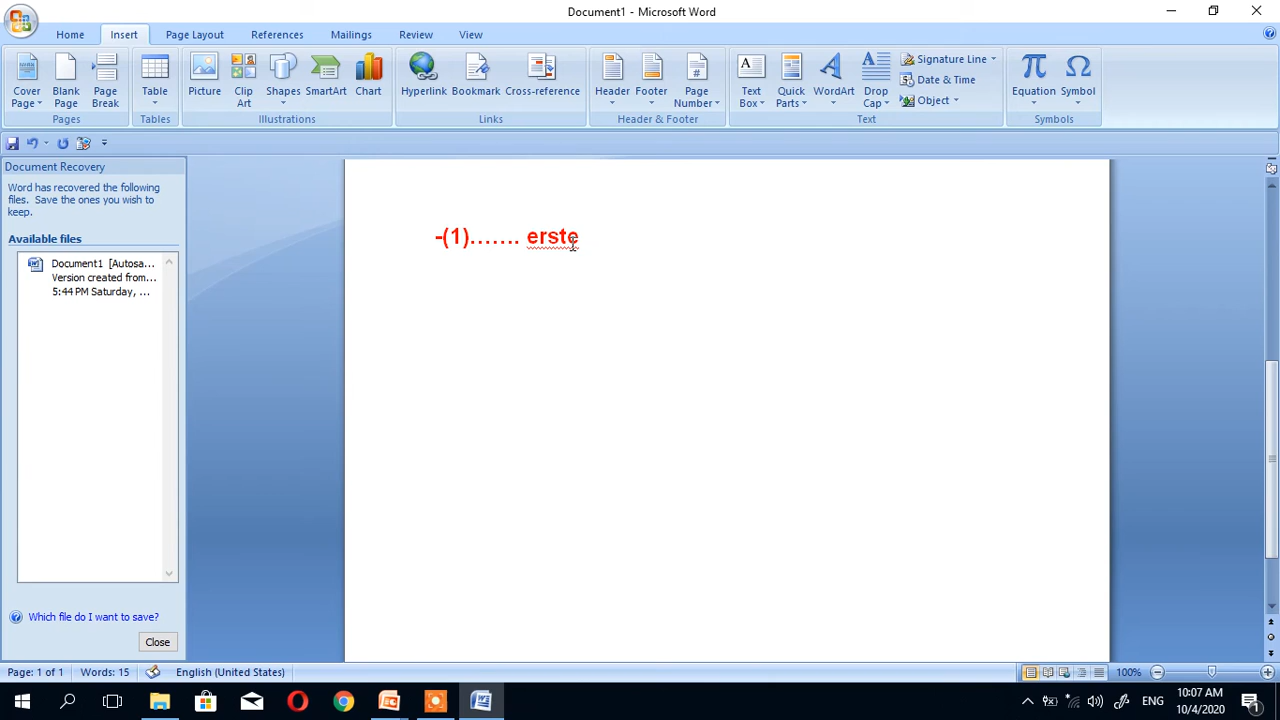 Document1 - Microsoft Word
Home Insert Page Layout References Mailings Review View
Cover Page Blank Page Page Break Table Picture Clip Art Shapes SmartArt Chart Hyperlink Bookmark Cross-reference Header Footer Page Number Text Box Quick Parts WordArt Drop Cap Signature Line Date & Time Object Equation Symbol
Pages Tables Illustrations Links Header & Footer Text Symbols
Document Recovery
Word has recovered the following
files. Save the ones you wish to
keep.
Available files
Document1 [Autosa...
Version created from...
5:44 PM Saturday, ...
Which file do I want to save?
Close
-(1)....... erste
Page: 1 of 1 Words: 15 English (United States) 100%
ENG 10:07 AM
10/4/2020
1